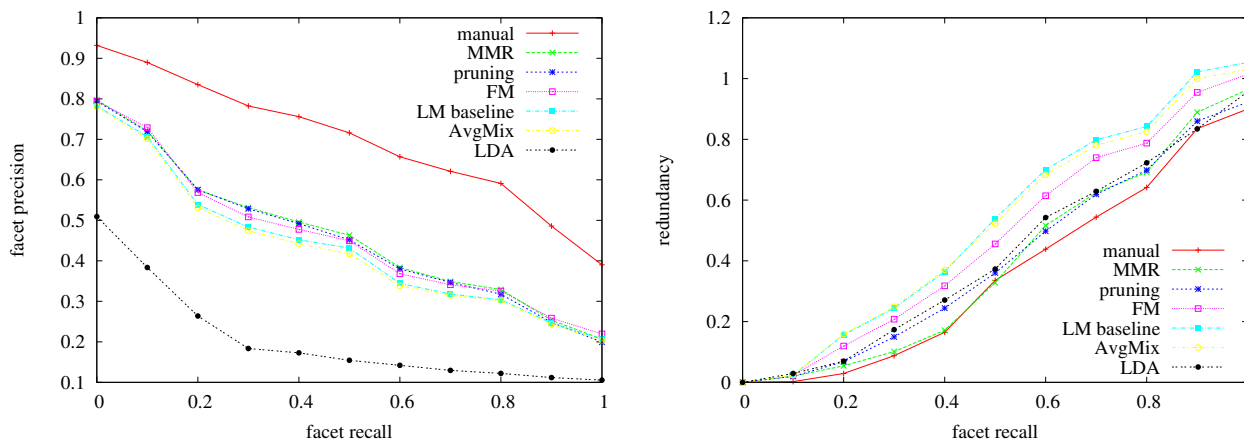 1
0.9
0.8
0.7
0.6
0.5
0.4
0.3
0.2
0.1
facet precision
0 0.2 0.4 0.6 0.8 1
facet recall
manual
MMR
pruning
FM
LM baseline
AvgMix
LDA
1.2
1
0.8
0.6
0.4
0.2
0
redundancy
0.2 0.4 0.6 0.8
facet recall
manual
MMR
pruning
FM
LM baseline
AvgMix
LDA